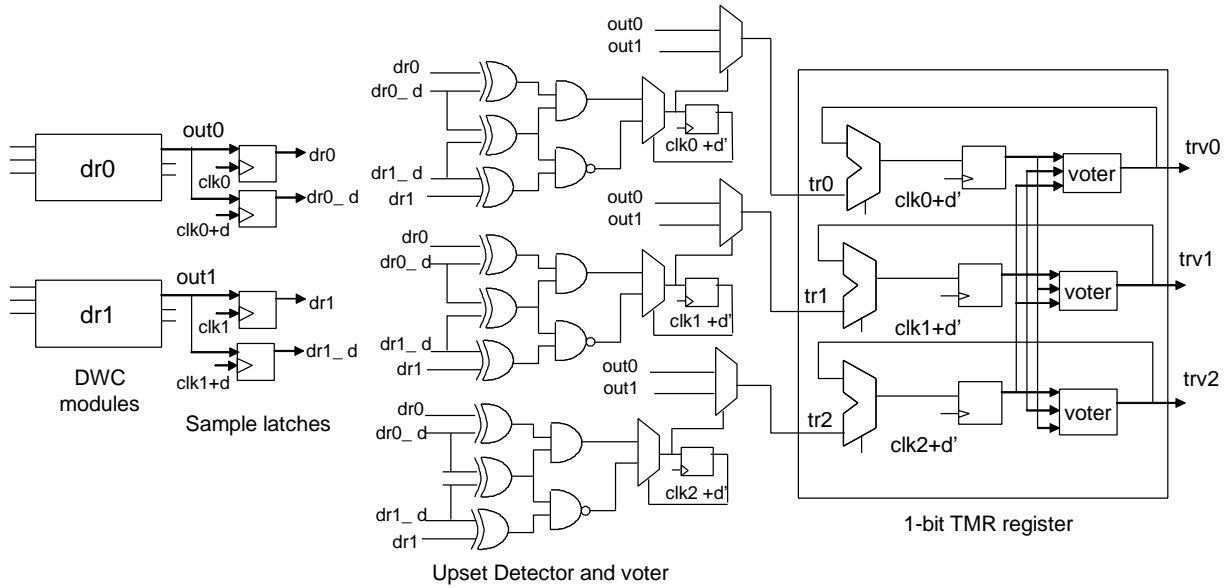 out0
dr0
dr0
clk0
dr0_ d
clk0+d
out1
dr1
dr1
clk1
dr1_ d
clk1+d
DWC
modules
Sample latches
out0
out1
dr0
dr0_ d
dr1_ d
dr1
clk0 +d'
out0
out1
dr0
dr0_ d
dr1_ d
dr1
clk1 +d'
out0
out1
dr0
dr0_ d
dr1_ d
dr1
clk2 +d'
Upset Detector and voter
tr0
clk0+d'
voter
trv0
tr1
clk1+d'
voter
trv1
tr2
clk2+d'
voter
trv2
1-bit TMR register